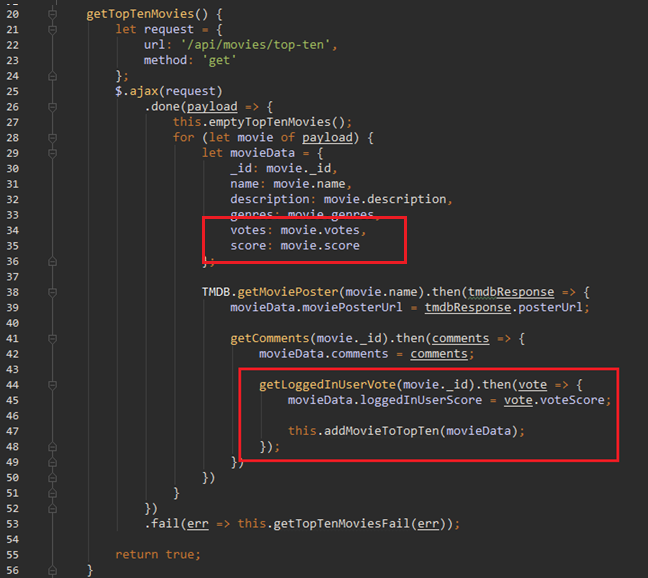 20 getTopTenMovies() {
21 let request = {
22 url: '/api/movies/top-ten',
23 method: 'get'
24 };
25 $.ajax(request)
26 .done(payload => {
27 this.emptyTopTenMovies();
28 for (let movie of payload) {
29 let movieData = {
30 _id: movie._id,
31 name: movie.name,
32 description: movie.description,
33 genres: movie.genres,
34 votes: movie.votes,
35 score: movie.score
36 };
37
38 TMDB.getMoviePoster(movie.name).then(tmdbResponse => {
39 movieData.moviePosterUrl = tmdbResponse.posterUrl;
40
41 getComments(movie._id).then(comments => {
42 movieData.comments = comments;
43
44 getLoggedInUserVote(movie._id).then(vote => {
45 movieData.loggedInUserScore = vote.voteScore;
46
47 this.addMovieToTopTen(movieData);
48 });
49 })
50 })
51 }
52 })
53 .fail(err => this.getTopTenMoviesFail(err));
54
55 return true;
56 }